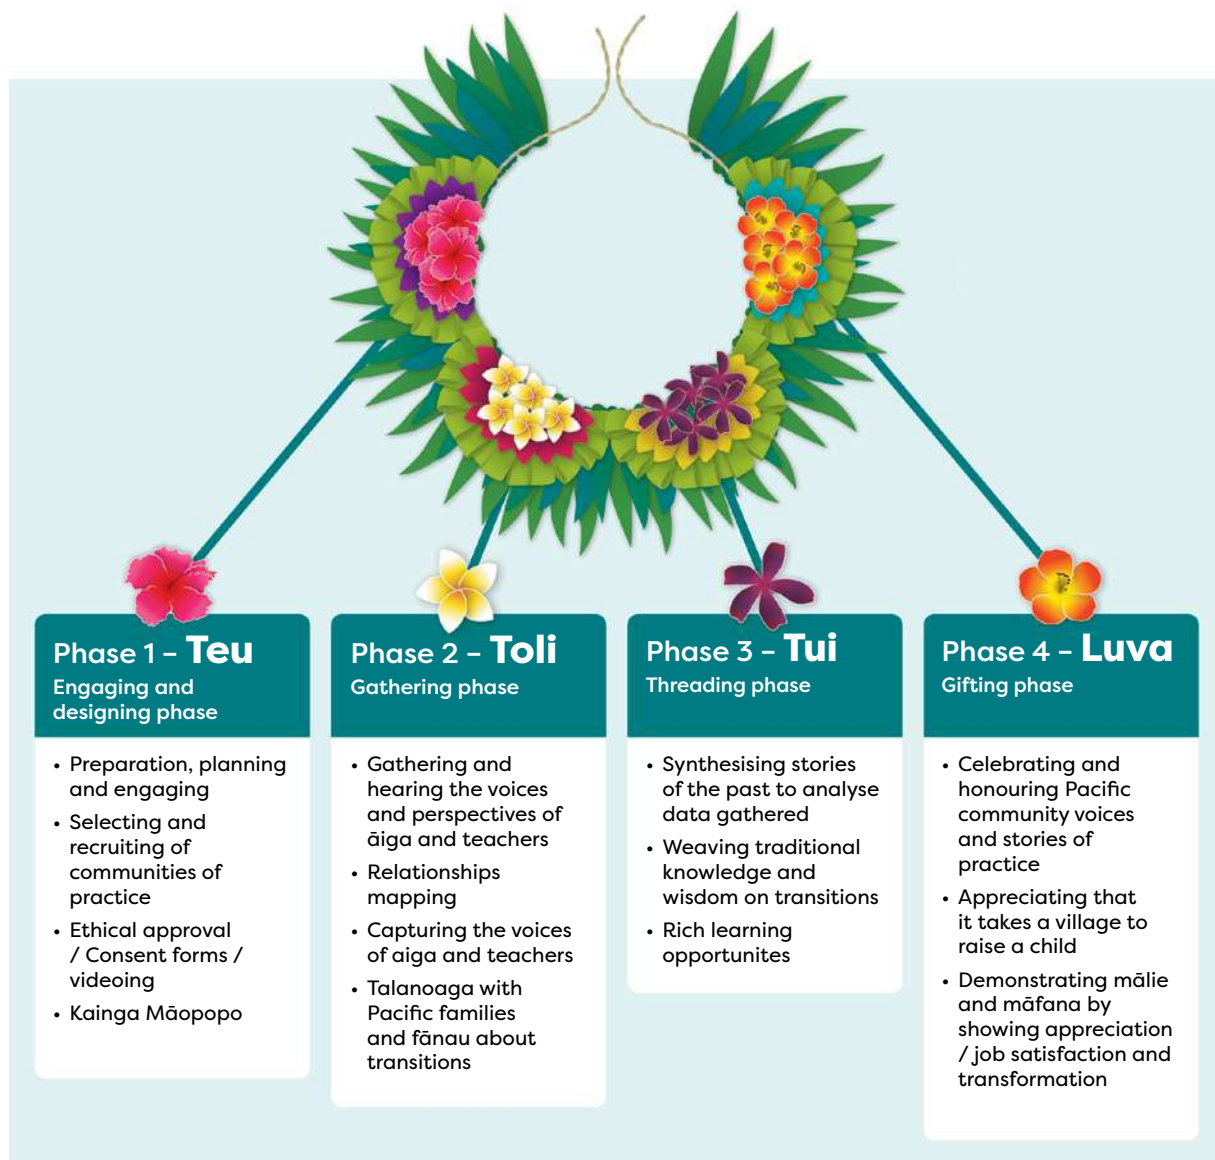 Phase 1 – Teu
Engaging and
designing phase
• Preparation, planning
and engaging
• Selecting and
recruiting of
communities of
practice
• Ethical approval
/ Consent forms /
videoing
• Kainga Māopopo
Phase 2 – Toli
Gathering phase
• Gathering and
hearing the voices
and perspectives of
āiga and teachers
• Relationships
mapping
• Capturing the voices
of aiga and teachers
• Talanoaga with
Pacific families
and fānau about
transitions
Phase 3 – Tui
Threading phase
• Synthesising stories
of the past to analyse
data gathered
• Weaving traditional
knowledge and
wisdom on transitions
• Rich learning
opportunites
Phase 4 – Luva
Gifting phase
• Celebrating and
honouring Pacific
community voices
and stories of
practice
• Appreciating that
it takes a village to
raise a child
• Demonstrating mālie
and māfana by
showing appreciation
/ job satisfaction and
transformation